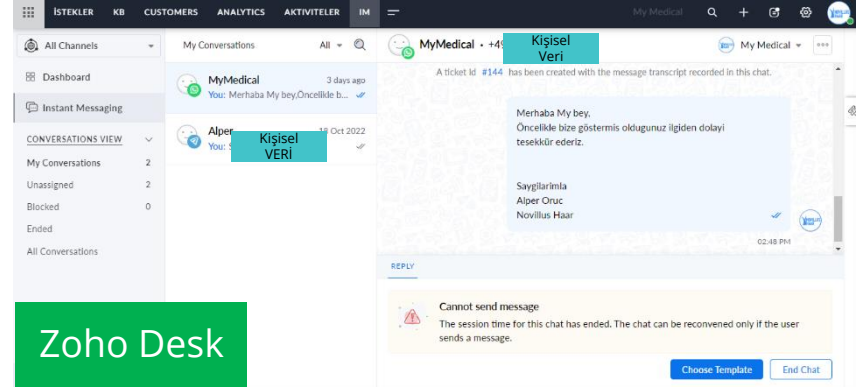 İSTEKLER KB CUSTOMERS ANALYTICS AKTIVITELER IM My Medical
All Channels
Dashboard
Instant Messaging
CONVERSATIONS VIEW
My Conversations 2
Unassigned 2
Blocked 0
Ended
All Conversations
My Conversations All
MyMedical 3 days ago
You: Merhaba My bey,Öncelikle b...
Alper 18 Oct 2022
You:
Kişisel
VERİ
MyMedical • +49
Kişisel
Veri
My Medical
A ticket Id #144 has been created with the message transcript recorded in this chat.
Merhaba My bey,
Öncelikle bize göstermis oldugunuz ilgiden dolayi
tesekkür ederiz.
Saygilarimla
Alper Oruc
Novillus Haar
02:48 PM
REPLY
Cannot send message
The session time for this chat has ended. The chat can be reconvened only if the user
sends a message.
Choose Template End Chat
Zoho Desk